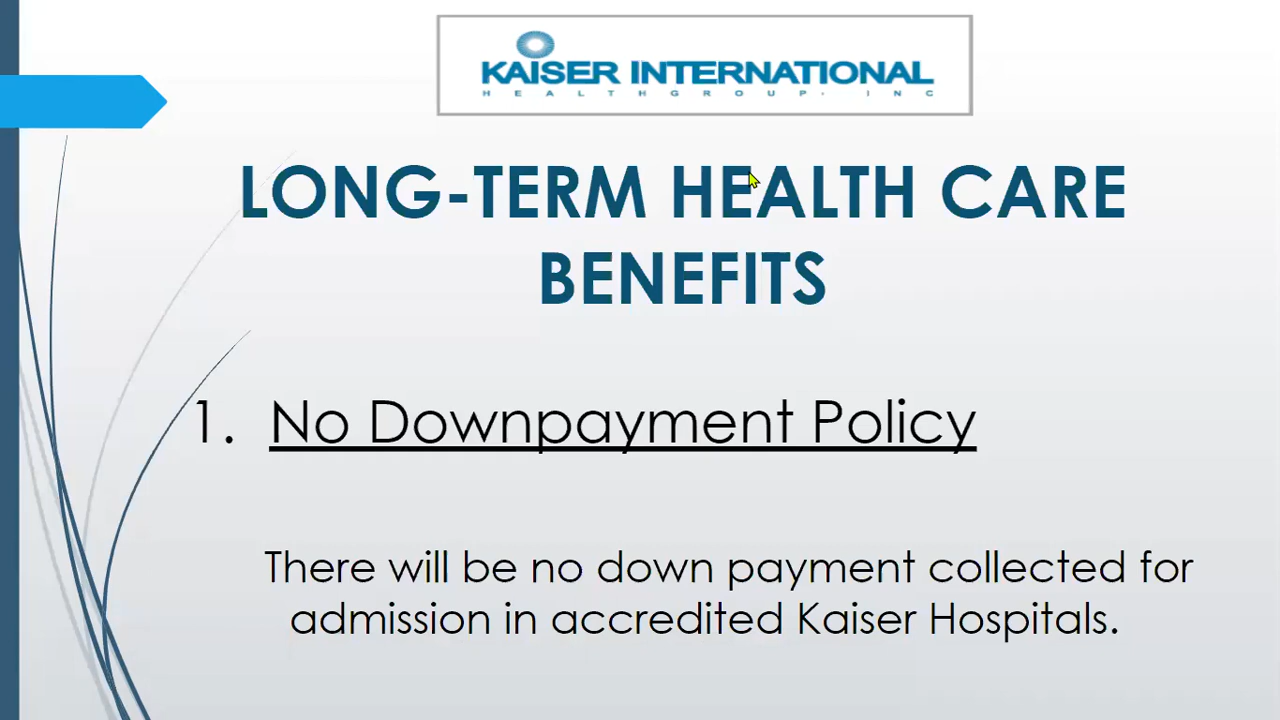 KAISER INTERNATIONAL
HEALTHGROUP, INC
LONG-TERM HEALTH CARE
BENEFITS
1. No Downpayment Policy
There will be no down payment collected for
admission in accredited Kaiser Hospitals.